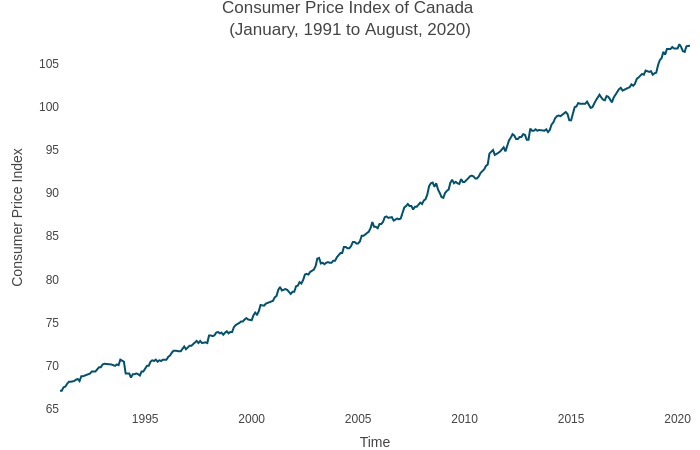 Consumer Price Index of Canada
(January, 1991 to August, 2020)
105
100
95
90
85
80
75
70
65
Consumer Price Index
1995 2000 2005 2010 2015 2020
Time